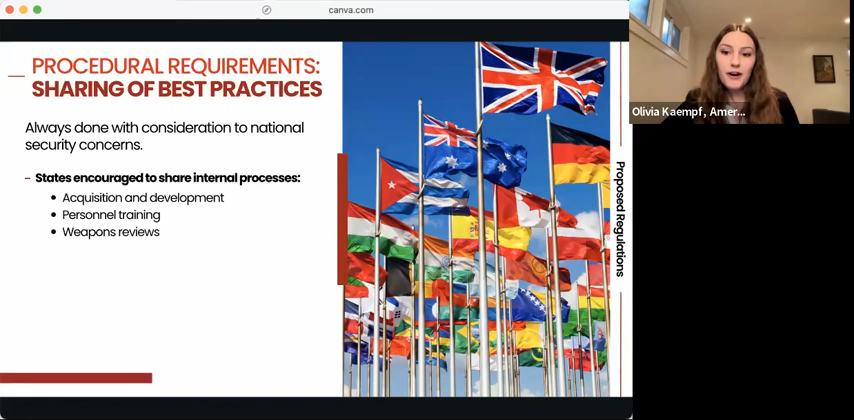 canva.com
PROCEDURAL REQUIREMENTS:
SHARING OF BEST PRACTICES
Always done with consideration to national
security concerns.
– States encouraged to share internal processes:
• Acquisition and development
• Personnel training
• Weapons reviews
Proposed Regulations
Olivia Kaempf, Amer...